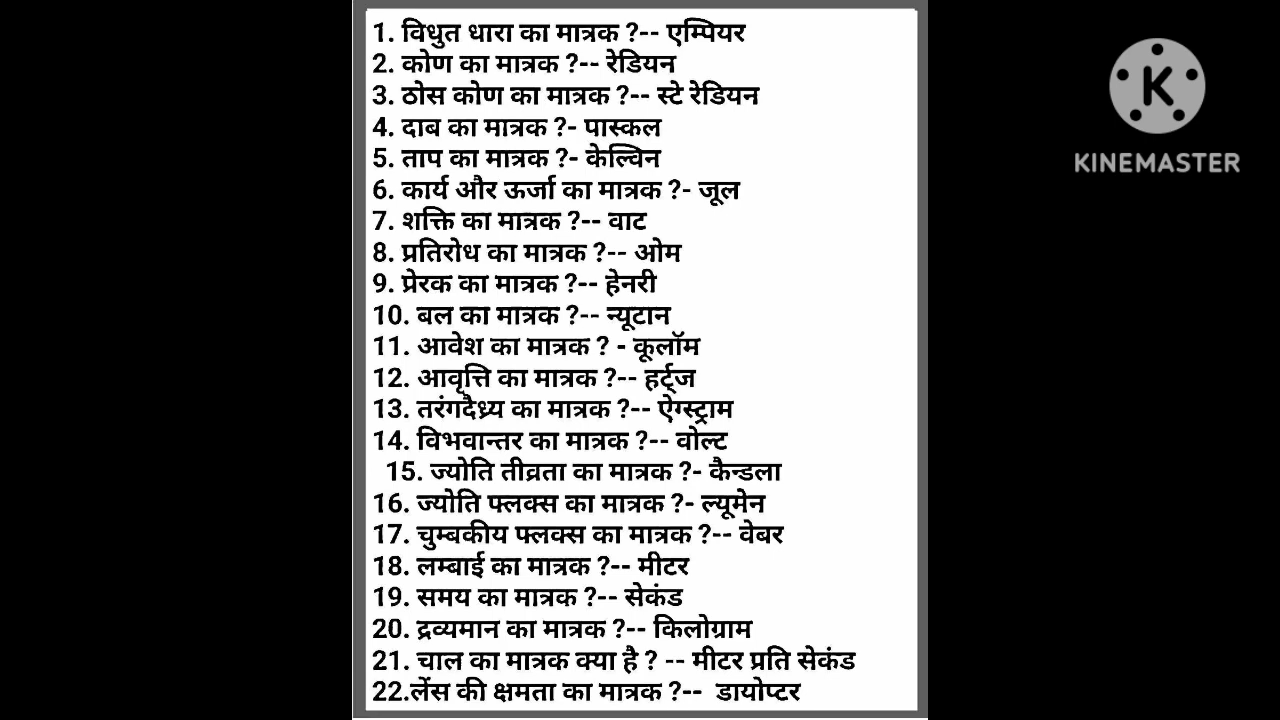 1. विधुत धारा का मात्रक ?-- एम्पियर
2. कोण का मात्रक ?-- रेडियन
3. ठोस कोण का मात्रक ?-- स्टे रेडियन
4. दाब का मात्रक ?- पास्कल
5. ताप का मात्रक ?- केल्विन
6. कार्य और ऊर्जा का मात्रक ?- जूल
7. शक्ति का मात्रक ?-- वाट
8. प्रतिरोध का मात्रक ?-- ओम
9. प्रेरक का मात्रक ?-- हेनरी
10. बल का मात्रक ?-- न्यूटान
11. आवेश का मात्रक ? - कूलॉम
12. आवृत्ति का मात्रक ?-- हर्ट्ज
13. तरंगदैध्र्य का मात्रक ?-- ऐग्स्ट्राम
14. विभवान्तर का मात्रक ?-- वोल्ट
15. ज्योति तीव्रता का मात्रक ?- कैन्डला
16. ज्योति फ्लक्स का मात्रक ?- ल्यूमेन
17. चुम्बकीय फ्लक्स का मात्रक ?-- वेबर
18. लम्बाई का मात्रक ?-- मीटर
19. समय का मात्रक ?-- सेकंड
20. द्रव्यमान का मात्रक ?-- किलोग्राम
21. चाल का मात्रक क्या है ? -- मीटर प्रति सेकंड
22.लेंस की क्षमता का मात्रक ?-- डायोप्टर
K
KINEMASTER